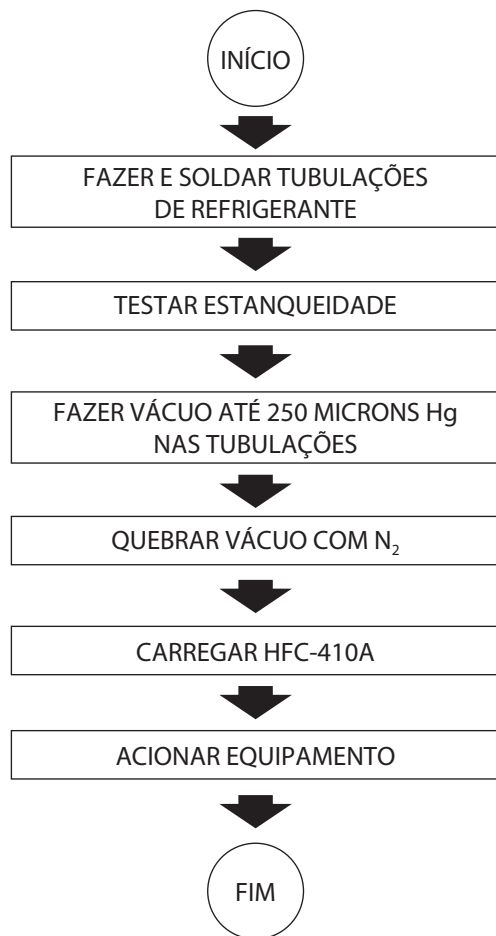 INÍCIO
FAZER E SOLDAR TUBULAÇÕES
DE REFRIGERANTE
TESTAR ESTANQUEIDADE
FAZER VÁCUO ATÉ 250 MICRONS Hg
NAS TUBULAÇÕES
QUEBRAR VÁCUO COM N₂
CARREGAR HFC-410A
ACIONAR EQUIPAMENTO
FIM